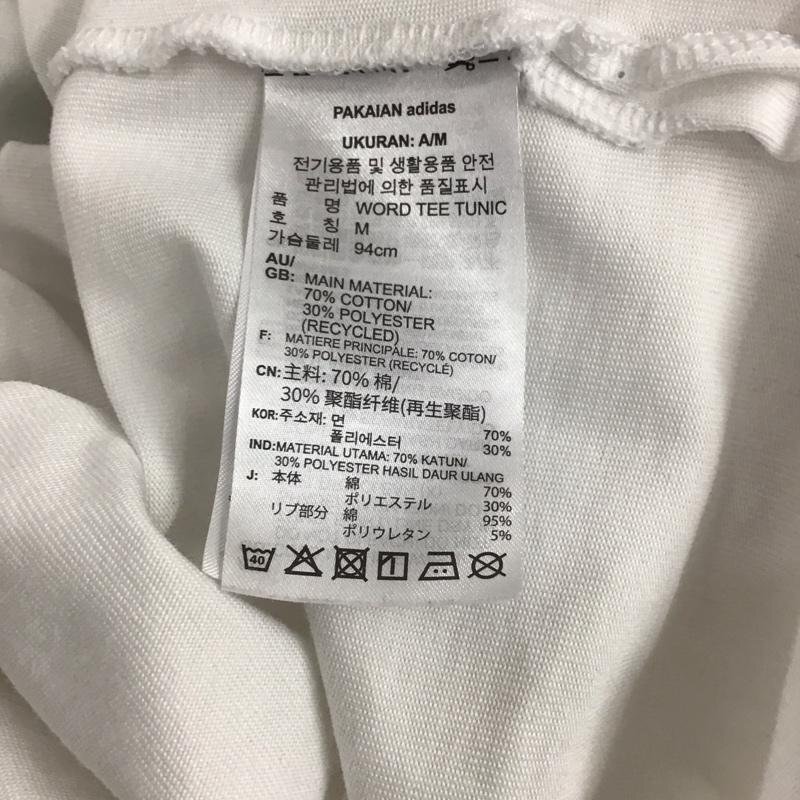 PAKAIAN adidas
UKURAN: A/M
전기용품 및 생활용품 안전
관리법에 의한 품질표시
품 명 WORD TEE TUNIC
호 칭 M
가슴둘레 94cm
AU/
GB: MAIN MATERIAL:
70% COTTON/
30% POLYESTER
(RECYCLED)
F: MATIERE PRINCIPALE: 70% COTON/
30% POLYESTER (RECYCLÉ)
CN:主料: 70% 棉/
30% 聚酯纤维(再生聚酯)
KOR:주소재: 면 70%
폴리에스터 30%
IND:MATERIAL UTAMA: 70% KATUN/
30% POLYESTER HASIL DAUR ULANG
J: 本体 綿 70%
ポリエステル 30%
リブ部分 綿 95%
ポリウレタン 5%
40